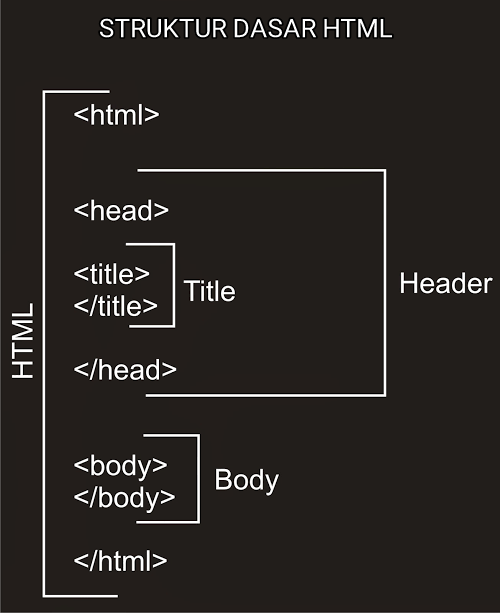 STRUKTUR DASAR HTML
HTML
<html>
<head>
<title>
</title>
Title
Header
</head>
<body>
</body>
Body
</html>